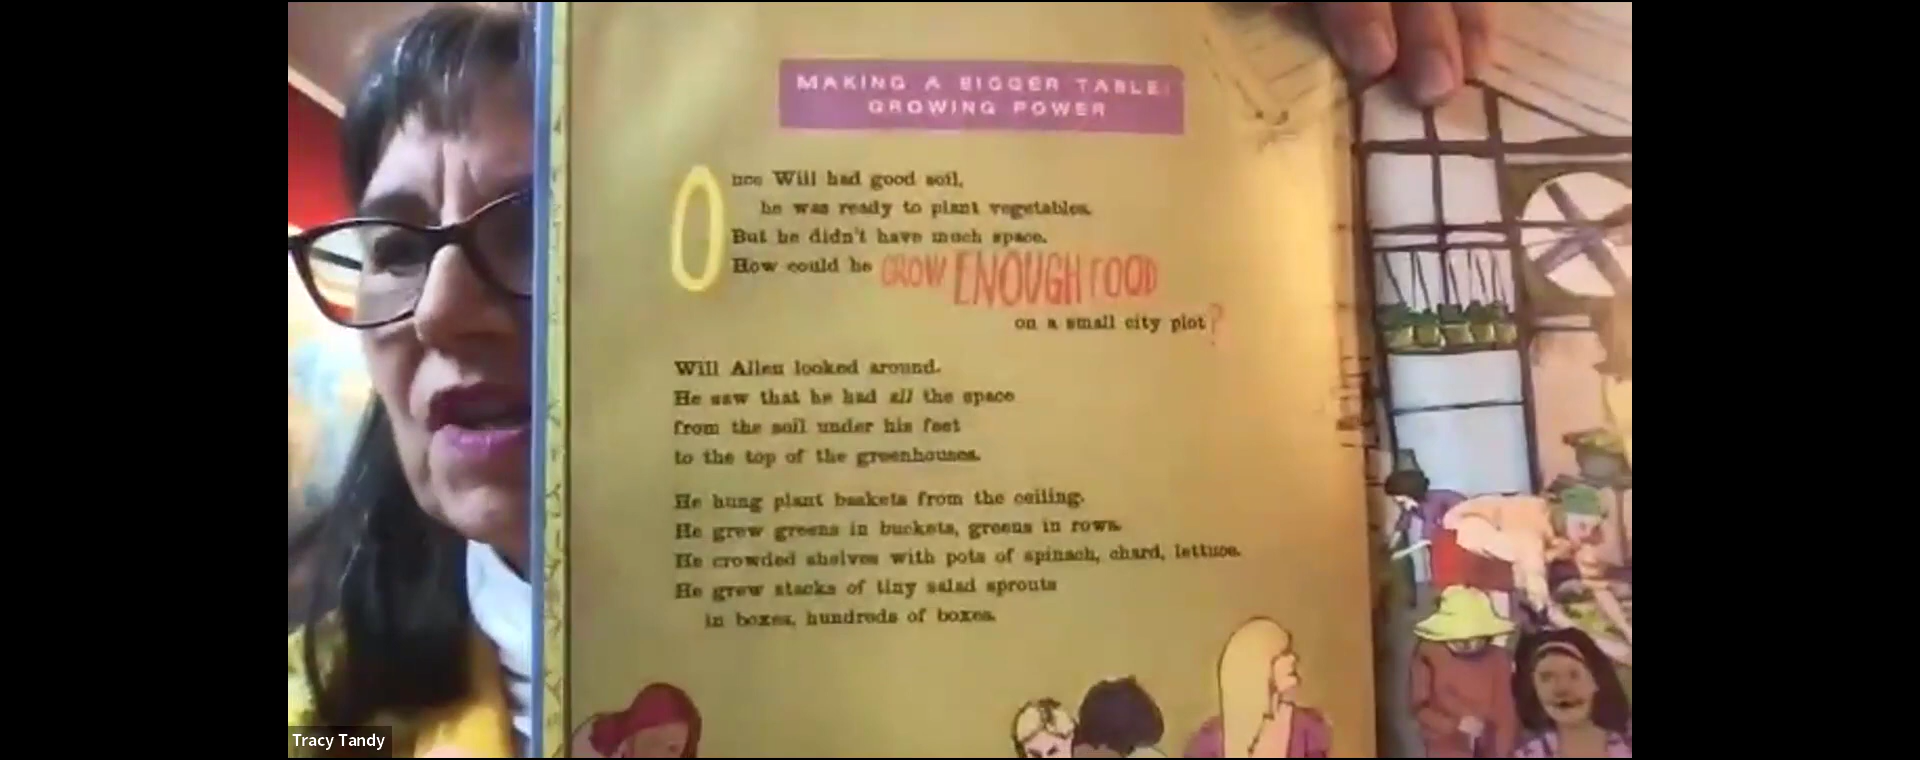 MAKING A BIGGER TABLE:
GROWING POWER
Once Will had good soil,
he was ready to plant vegetables.
But he didn't have much space.
How could he GROW ENOUGH FOOD
on a small city plot?
Will Allen looked around.
He saw that he had all the space
from the soil under his feet
to the top of the greenhouses.
He hung plant baskets from the ceiling.
He grew greens in buckets, greens in rows.
He crowded shelves with pots of spinach, chard, lettuce.
He grew stacks of tiny salad sprouts
in boxes, hundreds of boxes.
Tracy Tandy